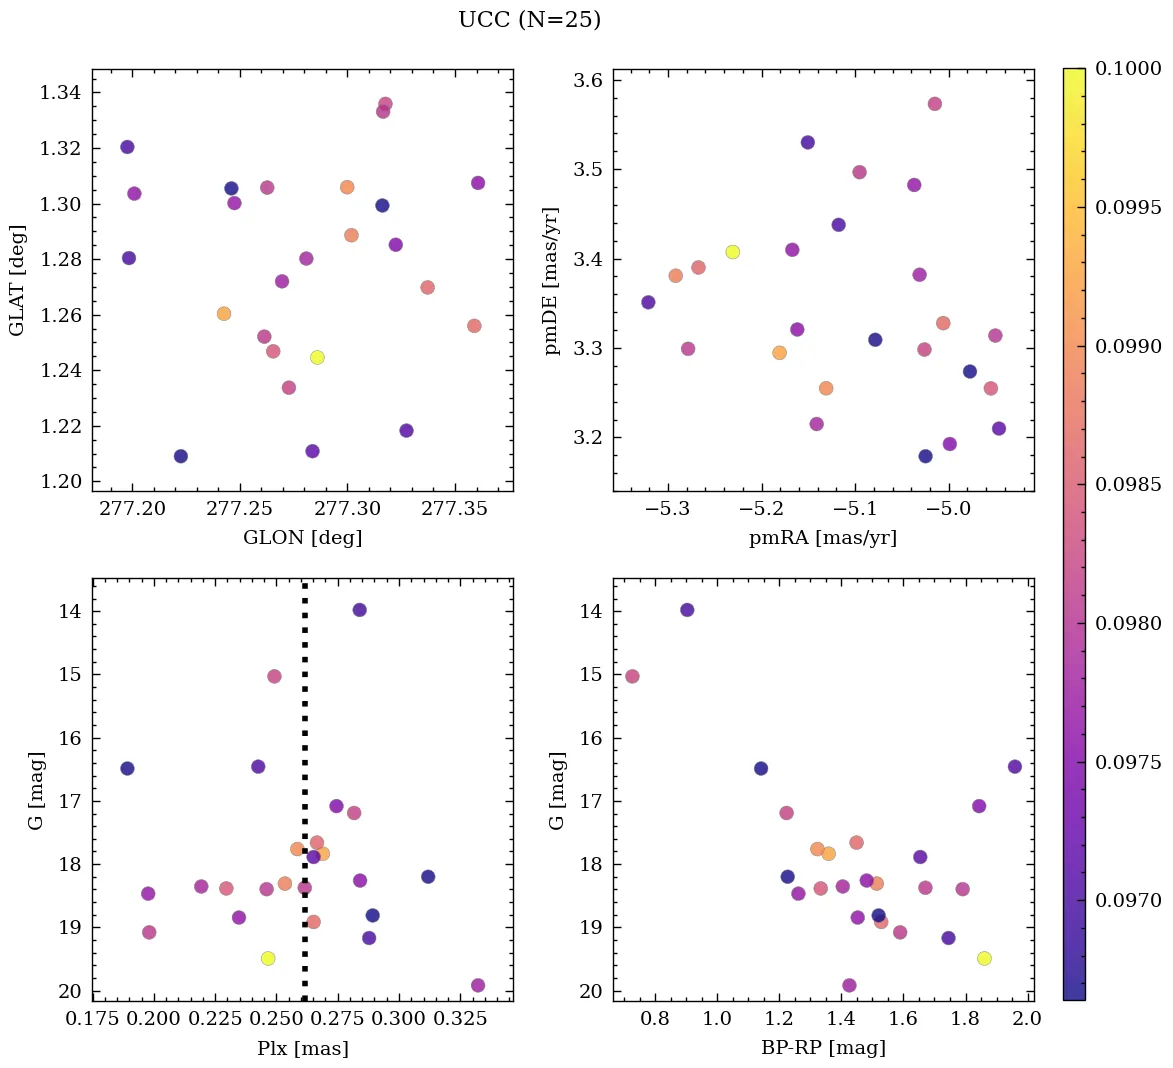 UCC (N=25)
1.34
1.32
1.30
1.28
1.26
1.24
1.22
1.20
GLAT [deg]
277.20 277.25 277.30 277.35
GLON [deg]
3.6
3.5
3.4
3.3
3.2
pmDE [mas/yr]
−5.3 −5.2 −5.1 −5.0
pmRA [mas/yr]
14
15
16
17
18
19
20
G [mag]
0.175 0.200 0.225 0.250 0.275 0.300 0.325
Plx [mas]
14
15
16
17
18
19
20
G [mag]
0.8 1.0 1.2 1.4 1.6 1.8 2.0
BP-RP [mag]
0.1000
0.0995
0.0990
0.0985
0.0980
0.0975
0.0970